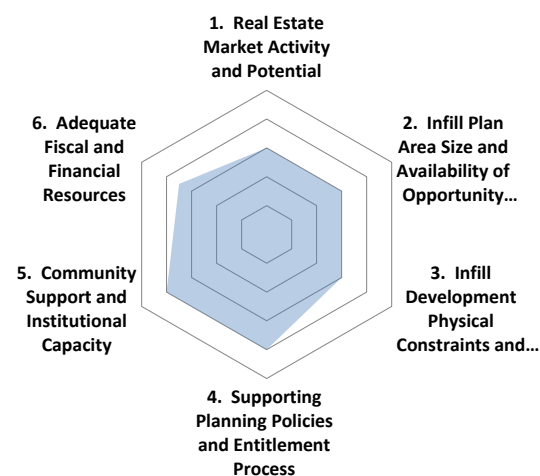 1. Real Estate
Market Activity
and Potential
2. Infill Plan
Area Size and
Availability of
Opportunity…
3. Infill
Development
Physical
Constraints and…
4. Supporting
Planning Policies
and Entitlement
Process
5. Community
Support and
Institutional
Capacity
6. Adequate
Fiscal and
Financial
Resources